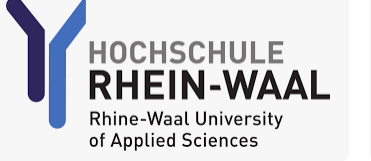 HOCHSCHULE
RHEIN-WAAL
Rhine-Waal University
of Applied Sciences